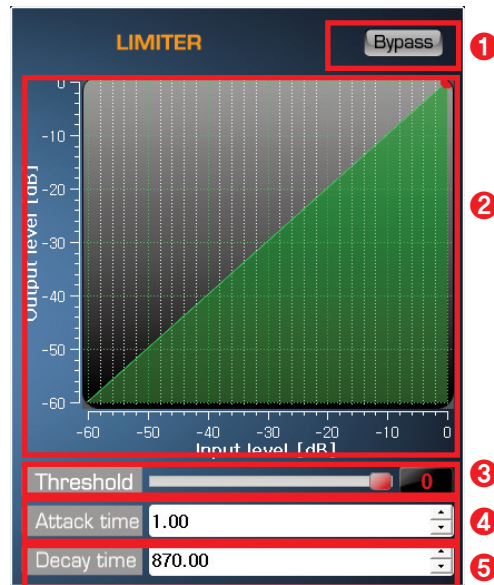 LIMITER
Bypass
1
0
-10
-20
-30
-40
-50
-60
Output level [dB]
2
-60 -50 -40 -30 -20 -10 0
Input level [dB]
Threshold 0
3
Attack time 1.00
4
Decay time 870.00
5